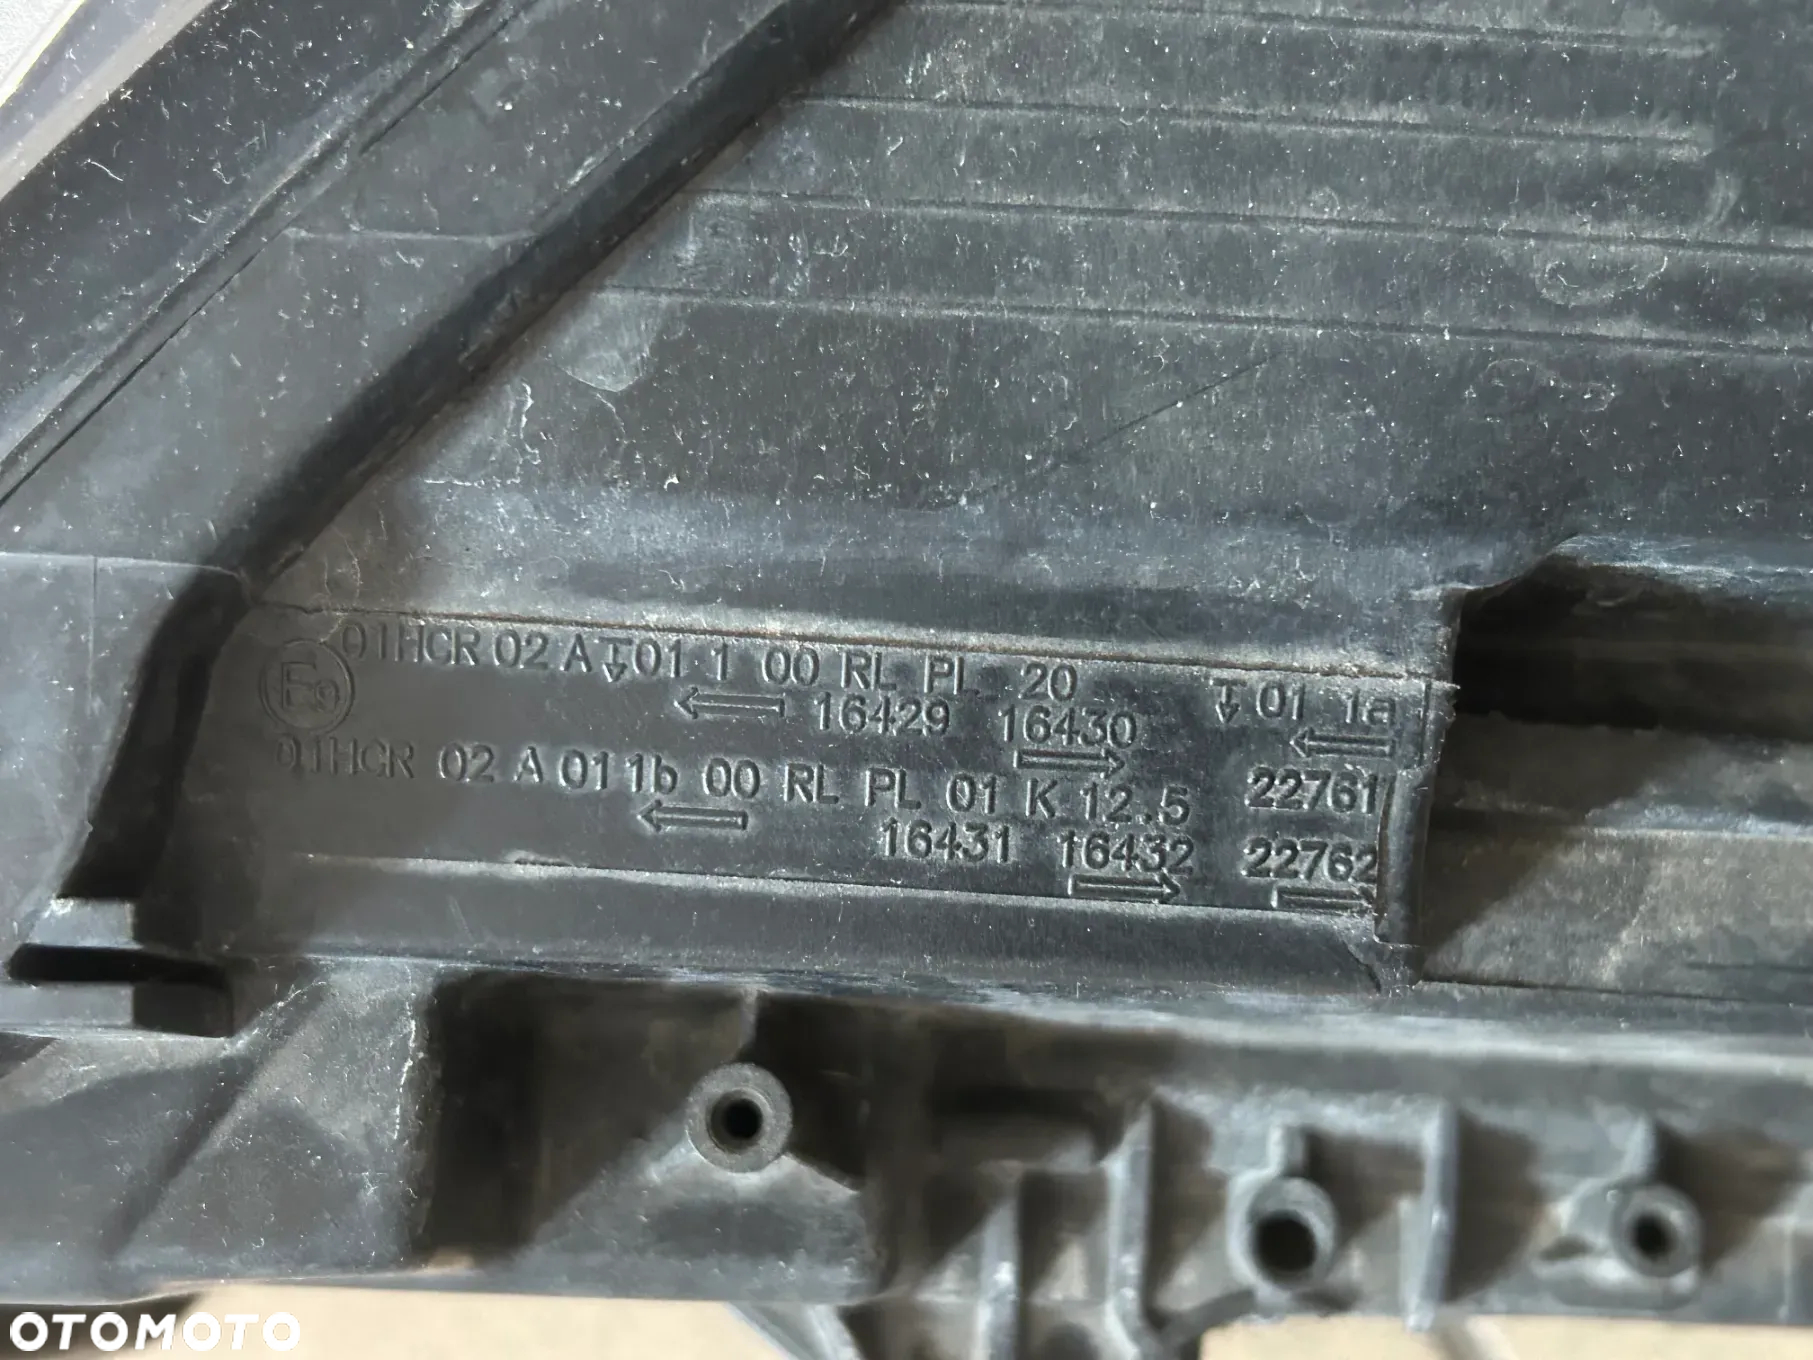 E9 01HCR 02 A 01 1 00 RL PL 20
16429 16430 01 1a
01HCR 02 A 01 1b 00 RL PL 01 K 12.5 22761
16431 16432 22762
OTOMOTO